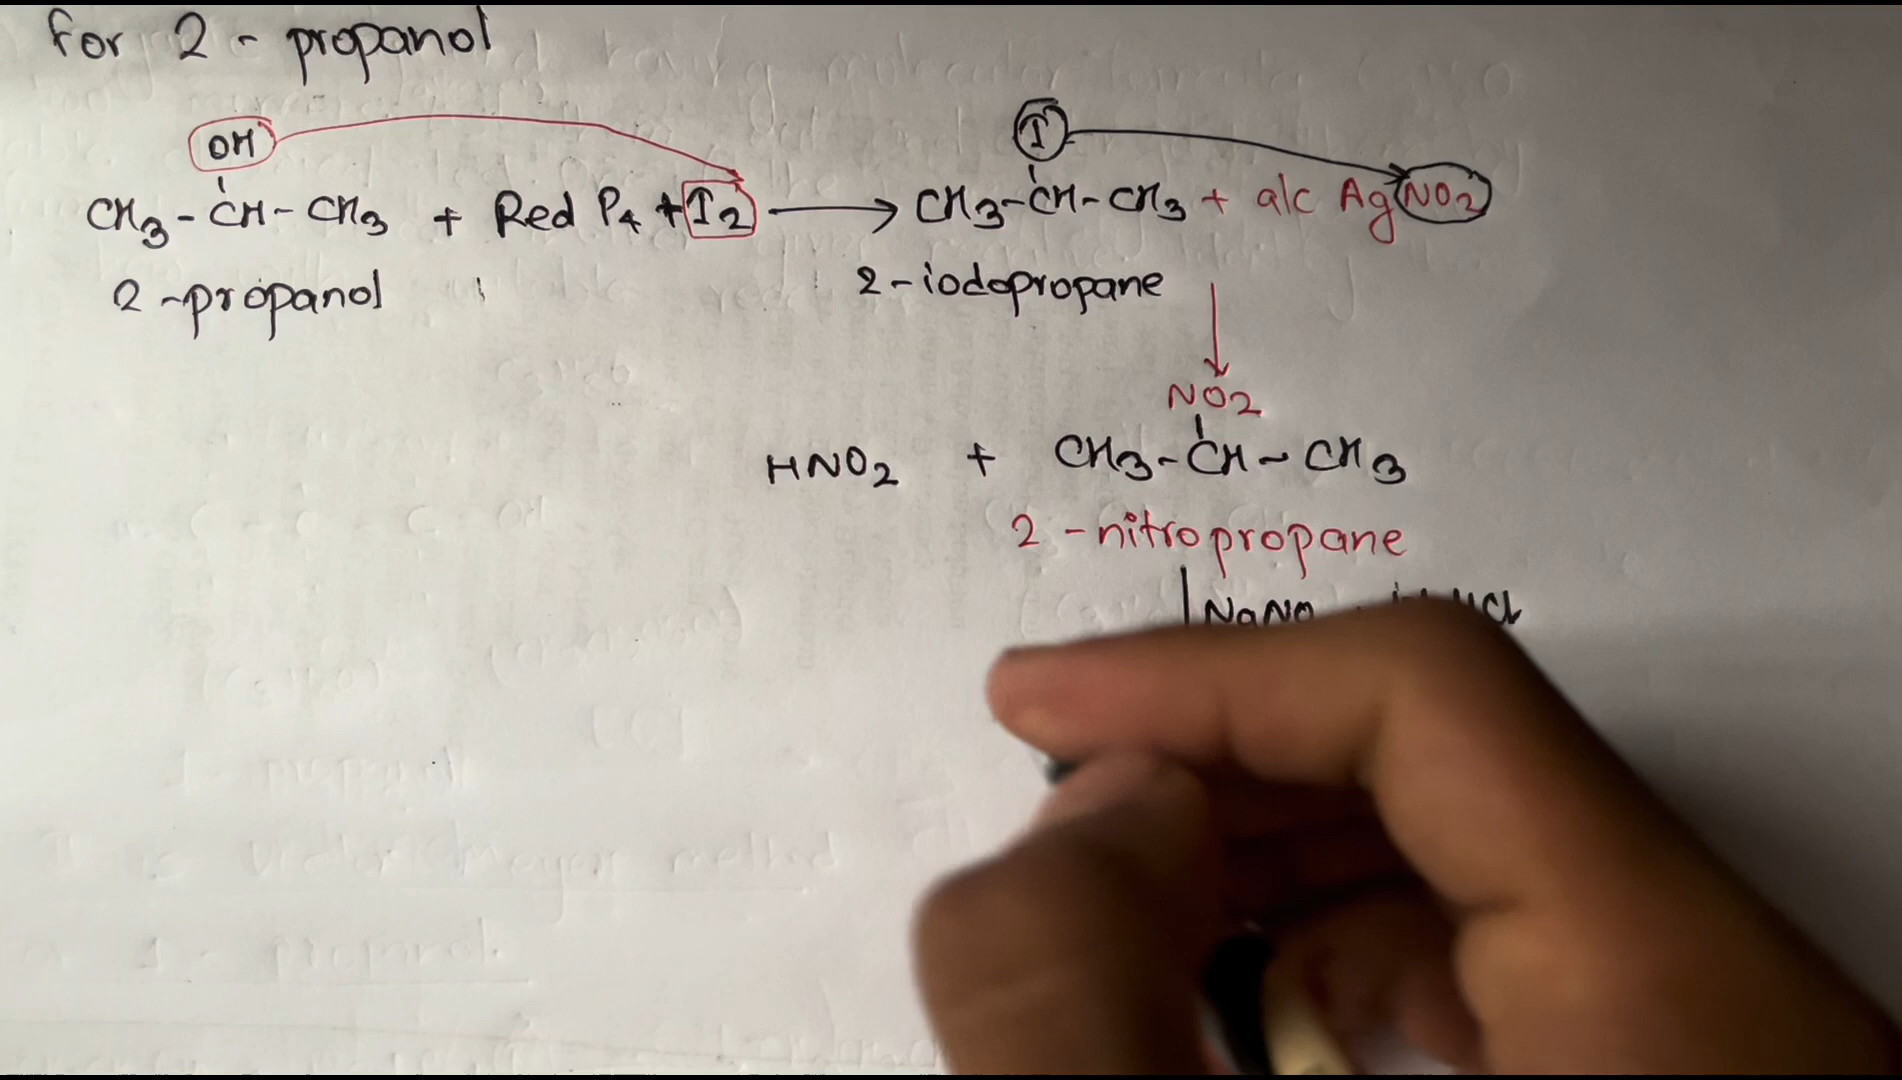 for 2 - propanol
OH
CH3 - CH - CH3 + Red P4 + I2 → CH3 - CH - CH3 + alc AgNO2
I
2 - propanol
2 - iodopropane
NO2
HNO2 + CH3 - CH - CH3
2 - nitropropane